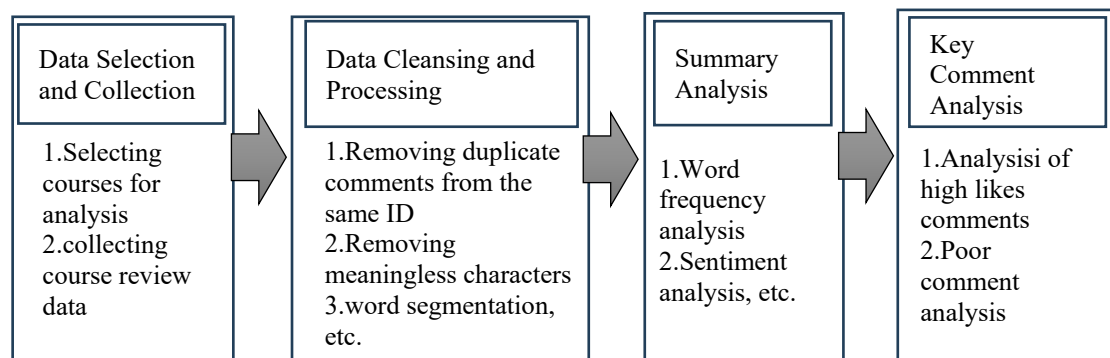 Data Selection
and Collection
1.Selecting
courses for
analysis
2.collecting
course review
data
Data Cleansing and
Processing
1.Removing duplicate
comments from the
same ID
2.Removing
meaningless characters
3.word segmentation,
etc.
Summary
Analysis
1.Word
frequency
analysis
2.Sentiment
analysis, etc.
Key
Comment
Analysis
1.Analysisi of
high likes
comments
2.Poor
comment
analysis